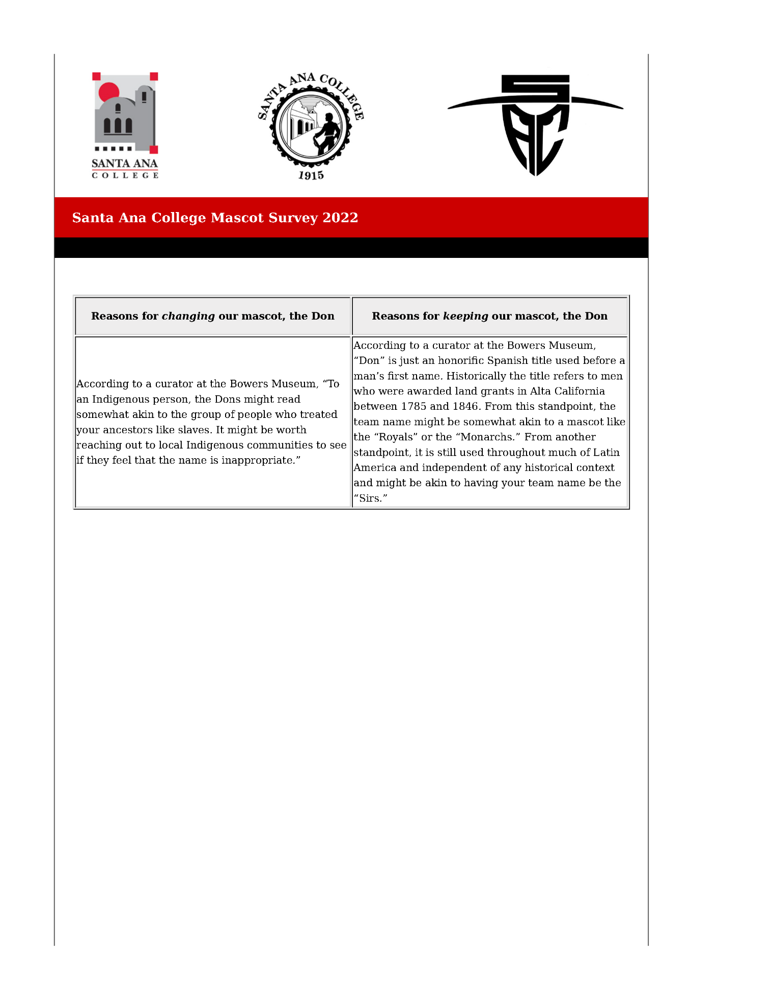 SANTA ANA
COLLEGE
SANTA ANA COLLEGE
1915
SAC
Santa Ana College Mascot Survey 2022
Reasons for changing our mascot, the Don
Reasons for keeping our mascot, the Don
According to a curator at the Bowers Museum, “To
an Indigenous person, the Dons might read
somewhat akin to the group of people who treated
your ancestors like slaves. It might be worth
reaching out to local Indigenous communities to see
if they feel that the name is inappropriate.”
According to a curator at the Bowers Museum,
“Don” is just an honorific Spanish title used before a
man’s first name. Historically the title refers to men
who were awarded land grants in Alta California
between 1785 and 1846. From this standpoint, the
team name might be somewhat akin to a mascot like
the “Royals” or the “Monarchs.” From another
standpoint, it is still used throughout much of Latin
America and independent of any historical context
and might be akin to having your team name be the
“Sirs.”